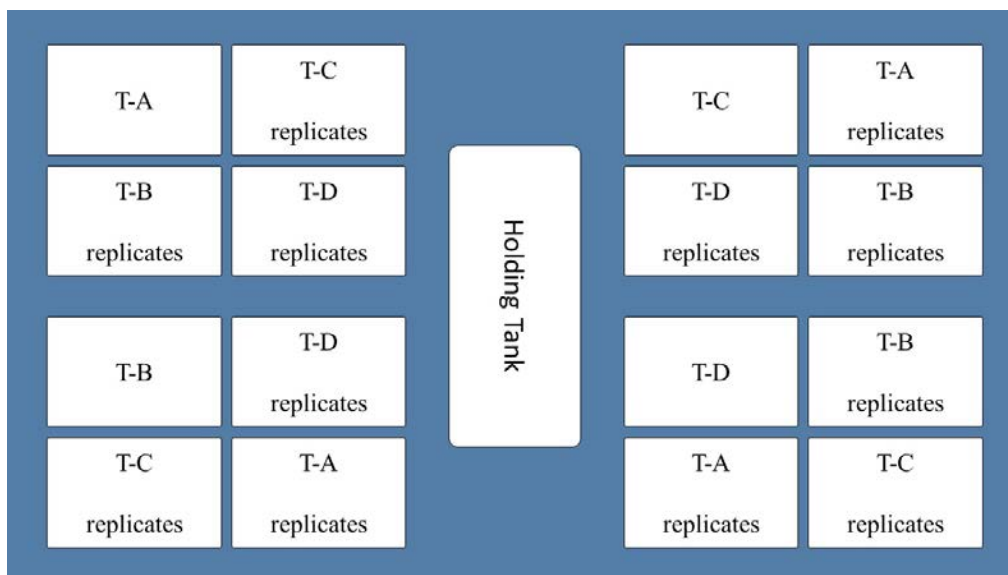 T-A
T-C
replicates
T-B
replicates
T-D
replicates
T-B
T-D
replicates
T-C
replicates
T-A
replicates
Holding Tank
T-C
T-A
replicates
T-D
replicates
T-B
replicates
T-D
T-B
replicates
T-A
replicates
T-C
replicates